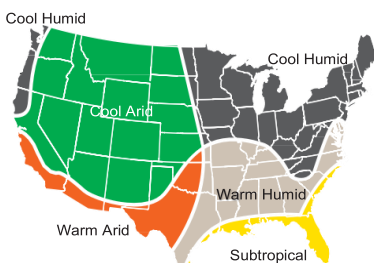 Cool Humid
Cool Humid
Cool Arid
Warm Humid
Warm Arid
Subtropical